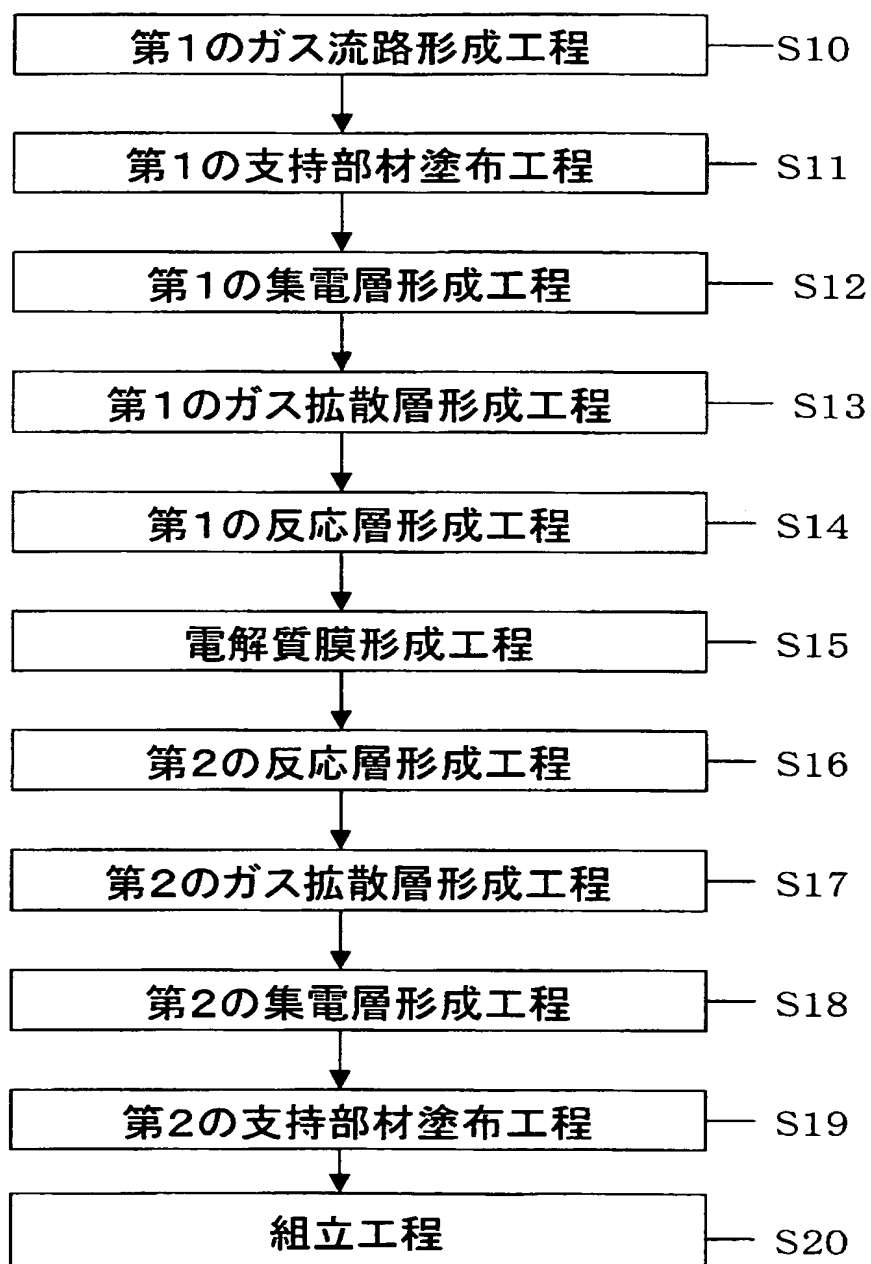 第1のガス流路形成工程 S10
第1の支持部材塗布工程 S11
第1の集電層形成工程 S12
第1のガス拡散層形成工程 S13
第1の反応層形成工程 S14
電解質膜形成工程 S15
第2の反応層形成工程 S16
第2のガス拡散層形成工程 S17
第2の集電層形成工程 S18
第2の支持部材塗布工程 S19
組立工程 S20